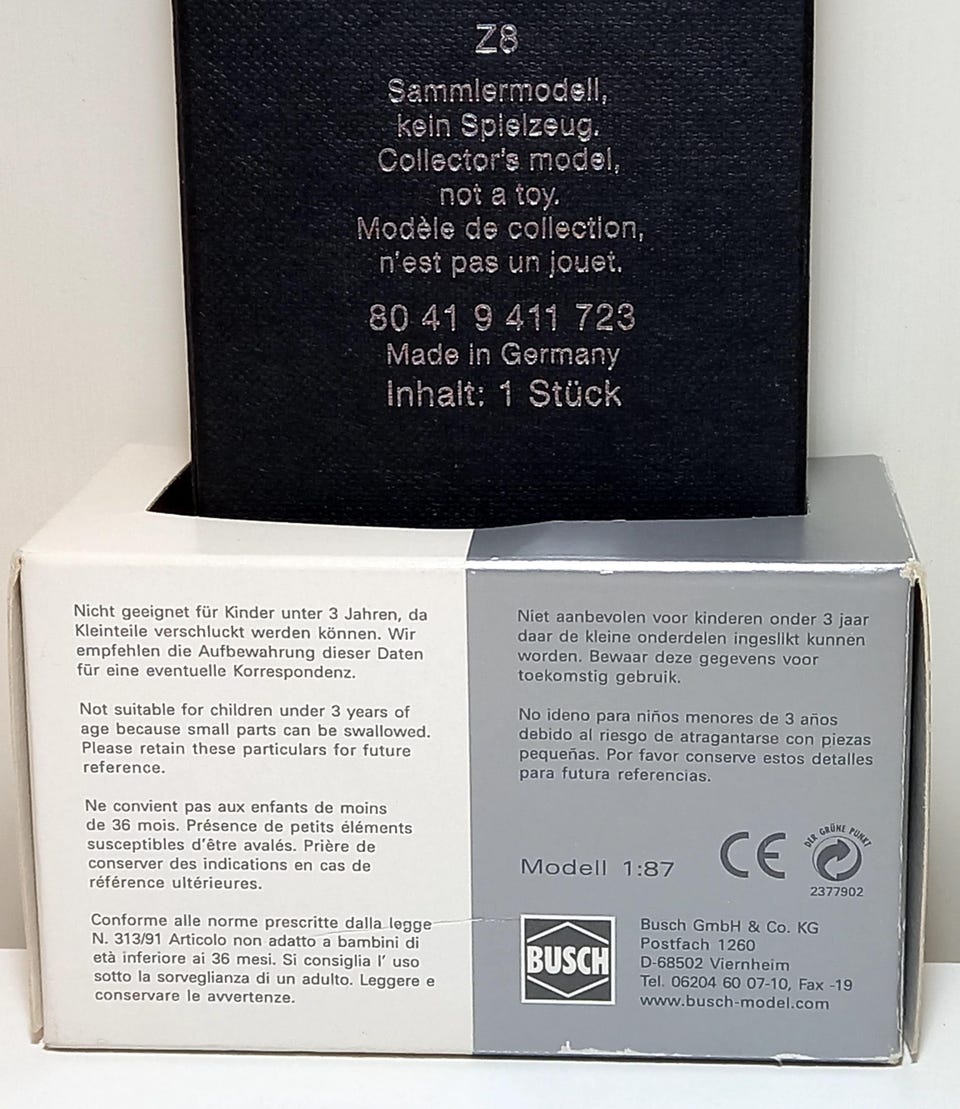 Z8
Sammlermodell,
kein Spielzeug.
Collector's model,
not a toy.
Modèle de collection,
n'est pas un jouet.
80 41 9 411 723
Made in Germany
Inhalt: 1 Stück
Nicht geeignet für Kinder unter 3 Jahren, da
Kleinteile verschluckt werden können. Wir
empfehlen die Aufbewahrung dieser Daten
für eine eventuelle Korrespondenz.
Not suitable for children under 3 years of
age because small parts can be swallowed.
Please retain these particulars for future
reference.
Ne convient pas aux enfants de moins
de 36 mois. Présence de petits éléments
susceptibles d'être avalés. Prière de
conserver des indications en cas de
référence ultérieures.
Conforme alle norme prescritte dalla legge
N. 313/91 Articolo non adatto a bambini di
età inferiore ai 36 mesi. Si consiglia l' uso
sotto la sorveglianza di un adulto. Leggere e
conservare le avvertenze.
Niet aanbevolen voor kinderen onder 3 jaar
daar de kleine onderdelen ingeslikt kunnen
worden. Bewaar deze gegevens voor
toekomstig gebruik.
No ideno para niños menores de 3 años
debido al riesgo de atragantarse con piezas
pequeñas. Por favor conserve estos detalles
para futura referencias.
Modell 1:87
CE
DER GRÜNE PUNKT
2377902
BUSCH
Busch GmbH & Co. KG
Postfach 1260
D-68502 Viernheim
Tel. 06204 60 07-10, Fax -19
www.busch-model.com